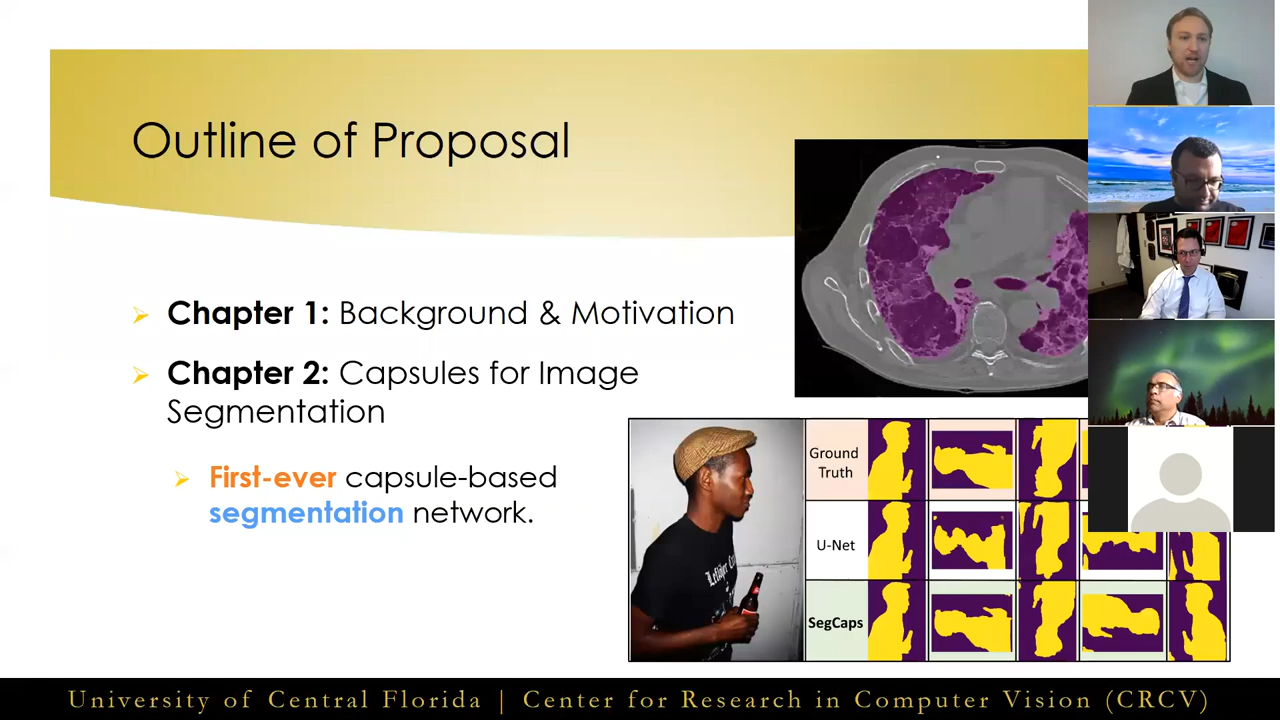 Outline of Proposal
➢ Chapter 1: Background & Motivation
➢ Chapter 2: Capsules for Image
Segmentation
➢ First-ever capsule-based
segmentation network.
Ground
Truth
U-Net
SegCaps
University of Central Florida | Center for Research in Computer Vision (CRCV)